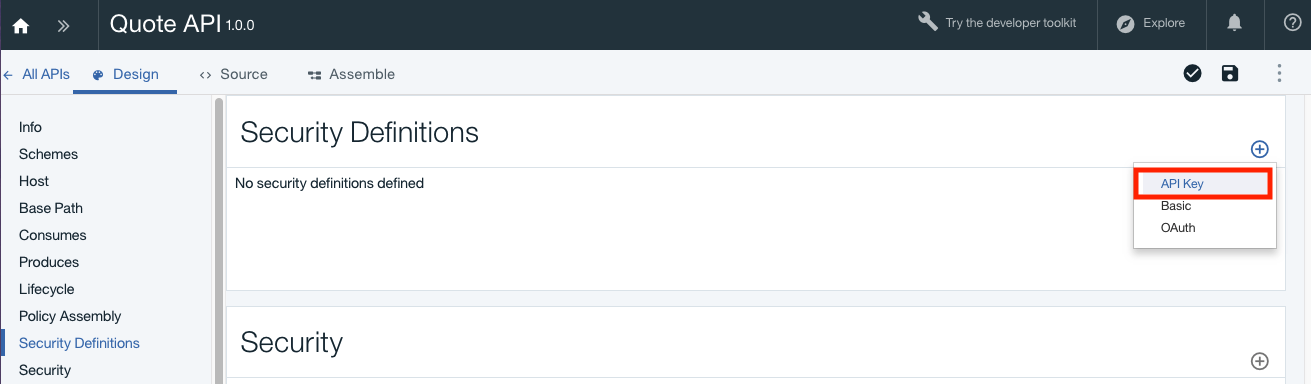 Quote API 1.0.0
Try the developer toolkit
Explore
All APIs
Design
Source
Assemble
Info
Schemes
Host
Base Path
Consumes
Produces
Lifecycle
Policy Assembly
Security Definitions
Security
Security Definitions
No security definitions defined
API Key
Basic
OAuth
Security